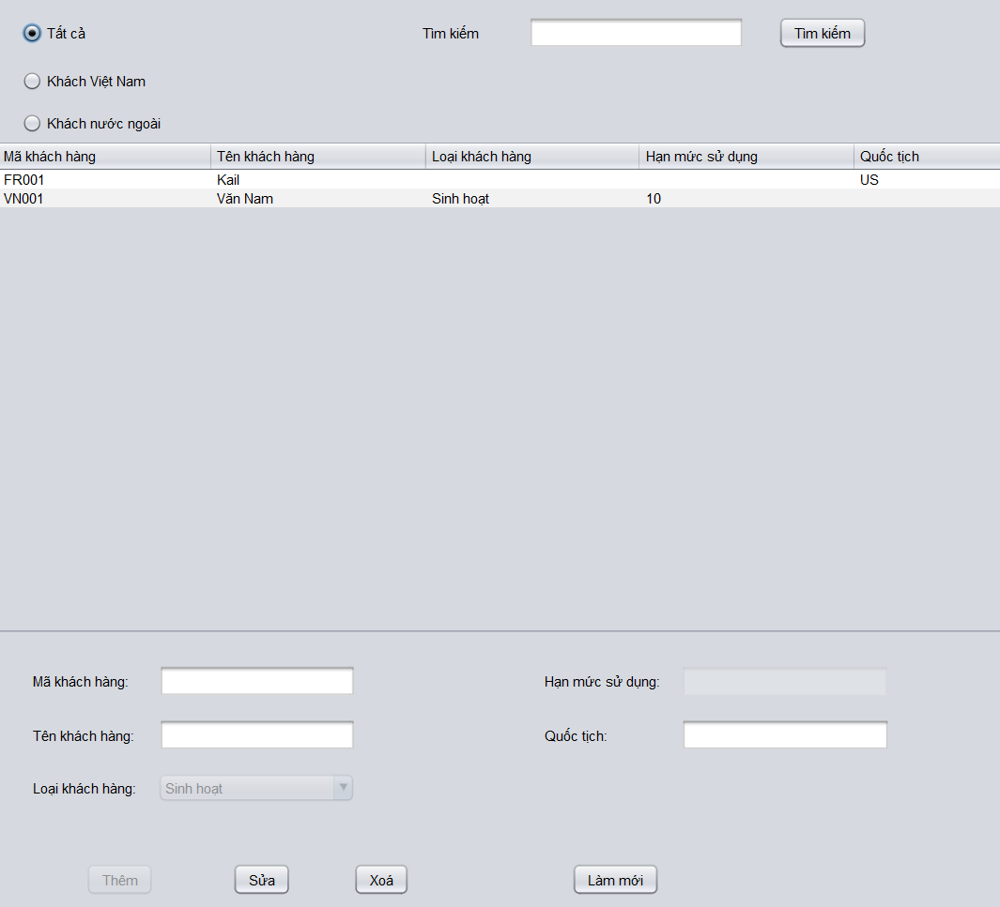 Tất cả Tìm kiếm Tìm kiếm
Khách Việt Nam
Khách nước ngoài
Mã khách hàng Tên khách hàng Loại khách hàng Hạn mức sử dụng Quốc tịch
FR001 Kail US
VN001 Văn Nam Sinh hoạt 10
Mã khách hàng: Hạn mức sử dụng:
Tên khách hàng: Quốc tịch:
Loại khách hàng: Sinh hoạt
Thêm Sửa Xoá Làm mới